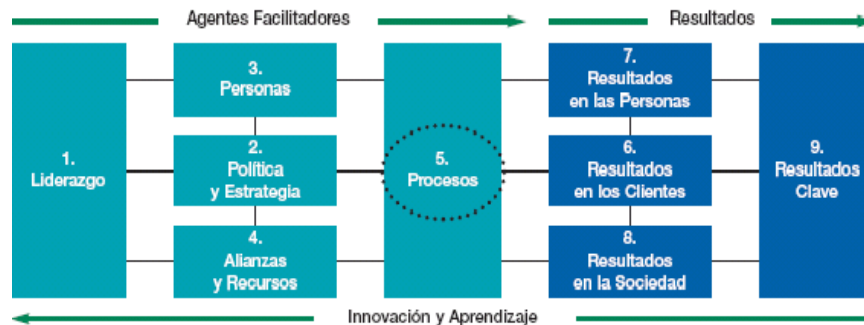 Agentes Facilitadores
Resultados
1.
Liderazgo
3.
Personas
2.
Política
y Estrategia
4.
Alianzas
y Recursos
5.
Procesos
7.
Resultados
en las Personas
6.
Resultados
en los Clientes
8.
Resultados
en la Sociedad
9.
Resultados
Clave
Innovación y Aprendizaje